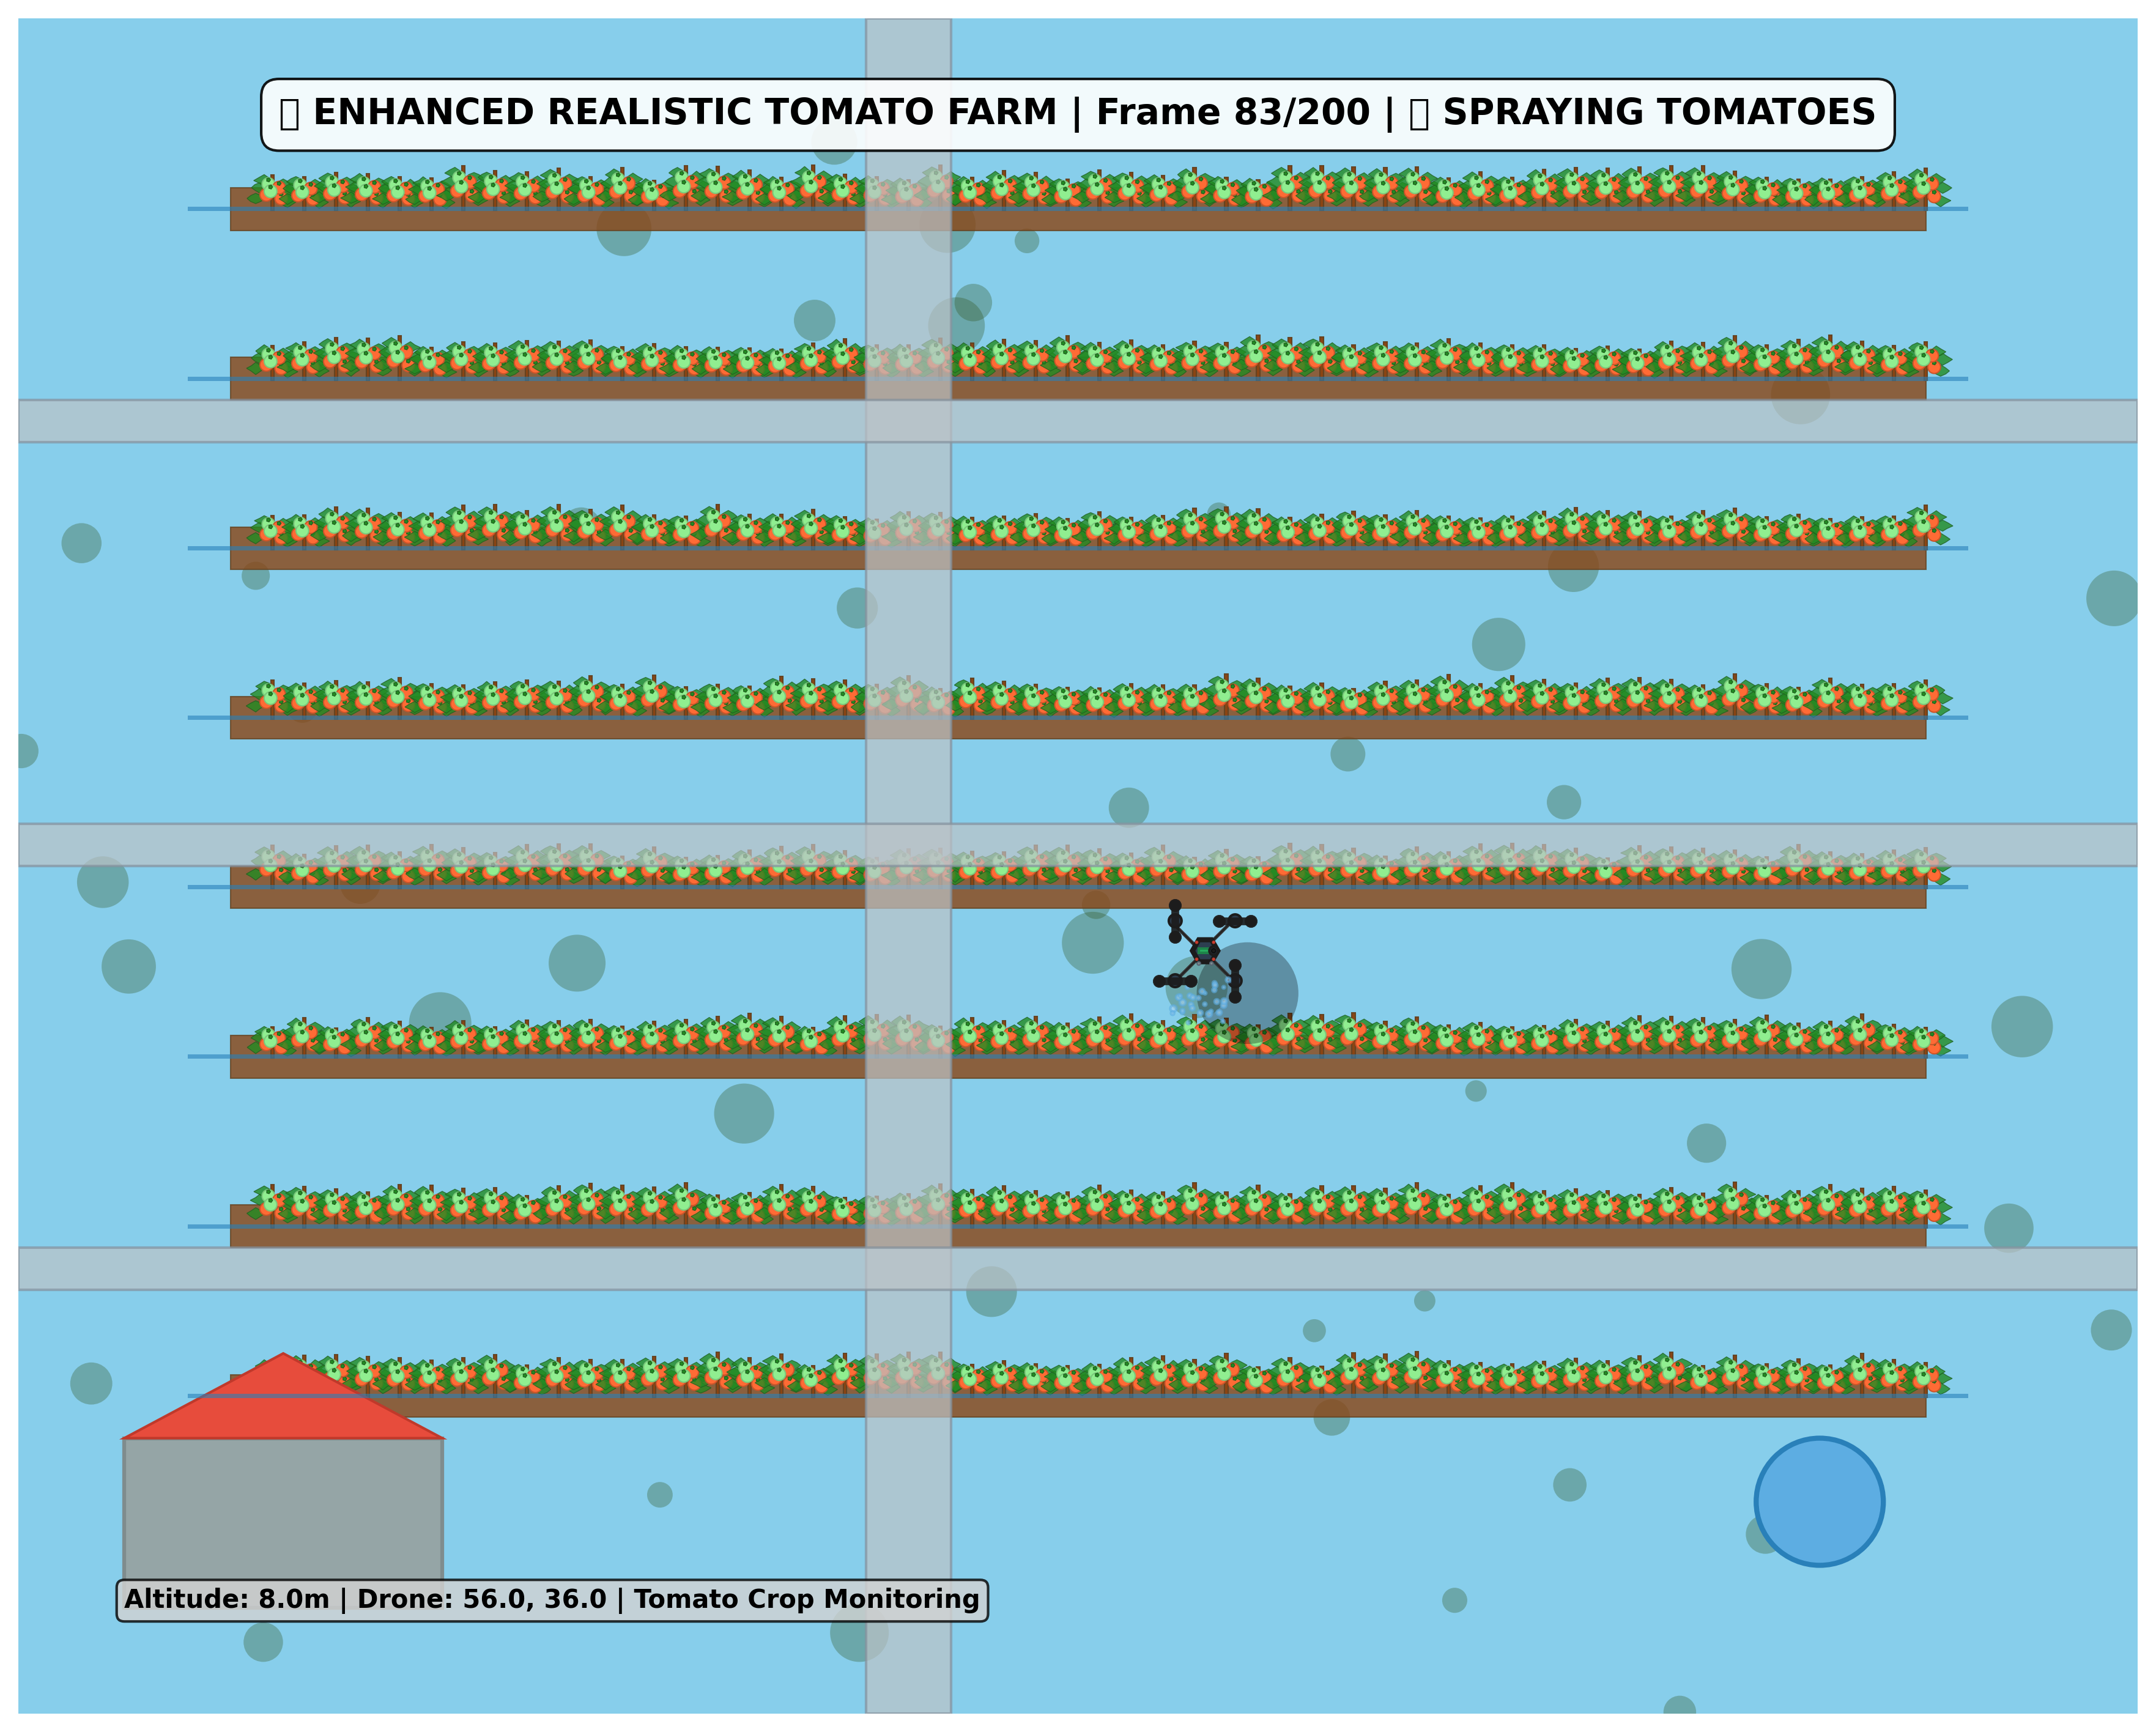 ▯ ENHANCED REALISTIC TOMATO FARM | Frame 83/200 | ▯ SPRAYING TOMATOES
Altitude: 8.0m | Drone: 56.0, 36.0 | Tomato Crop Monitoring